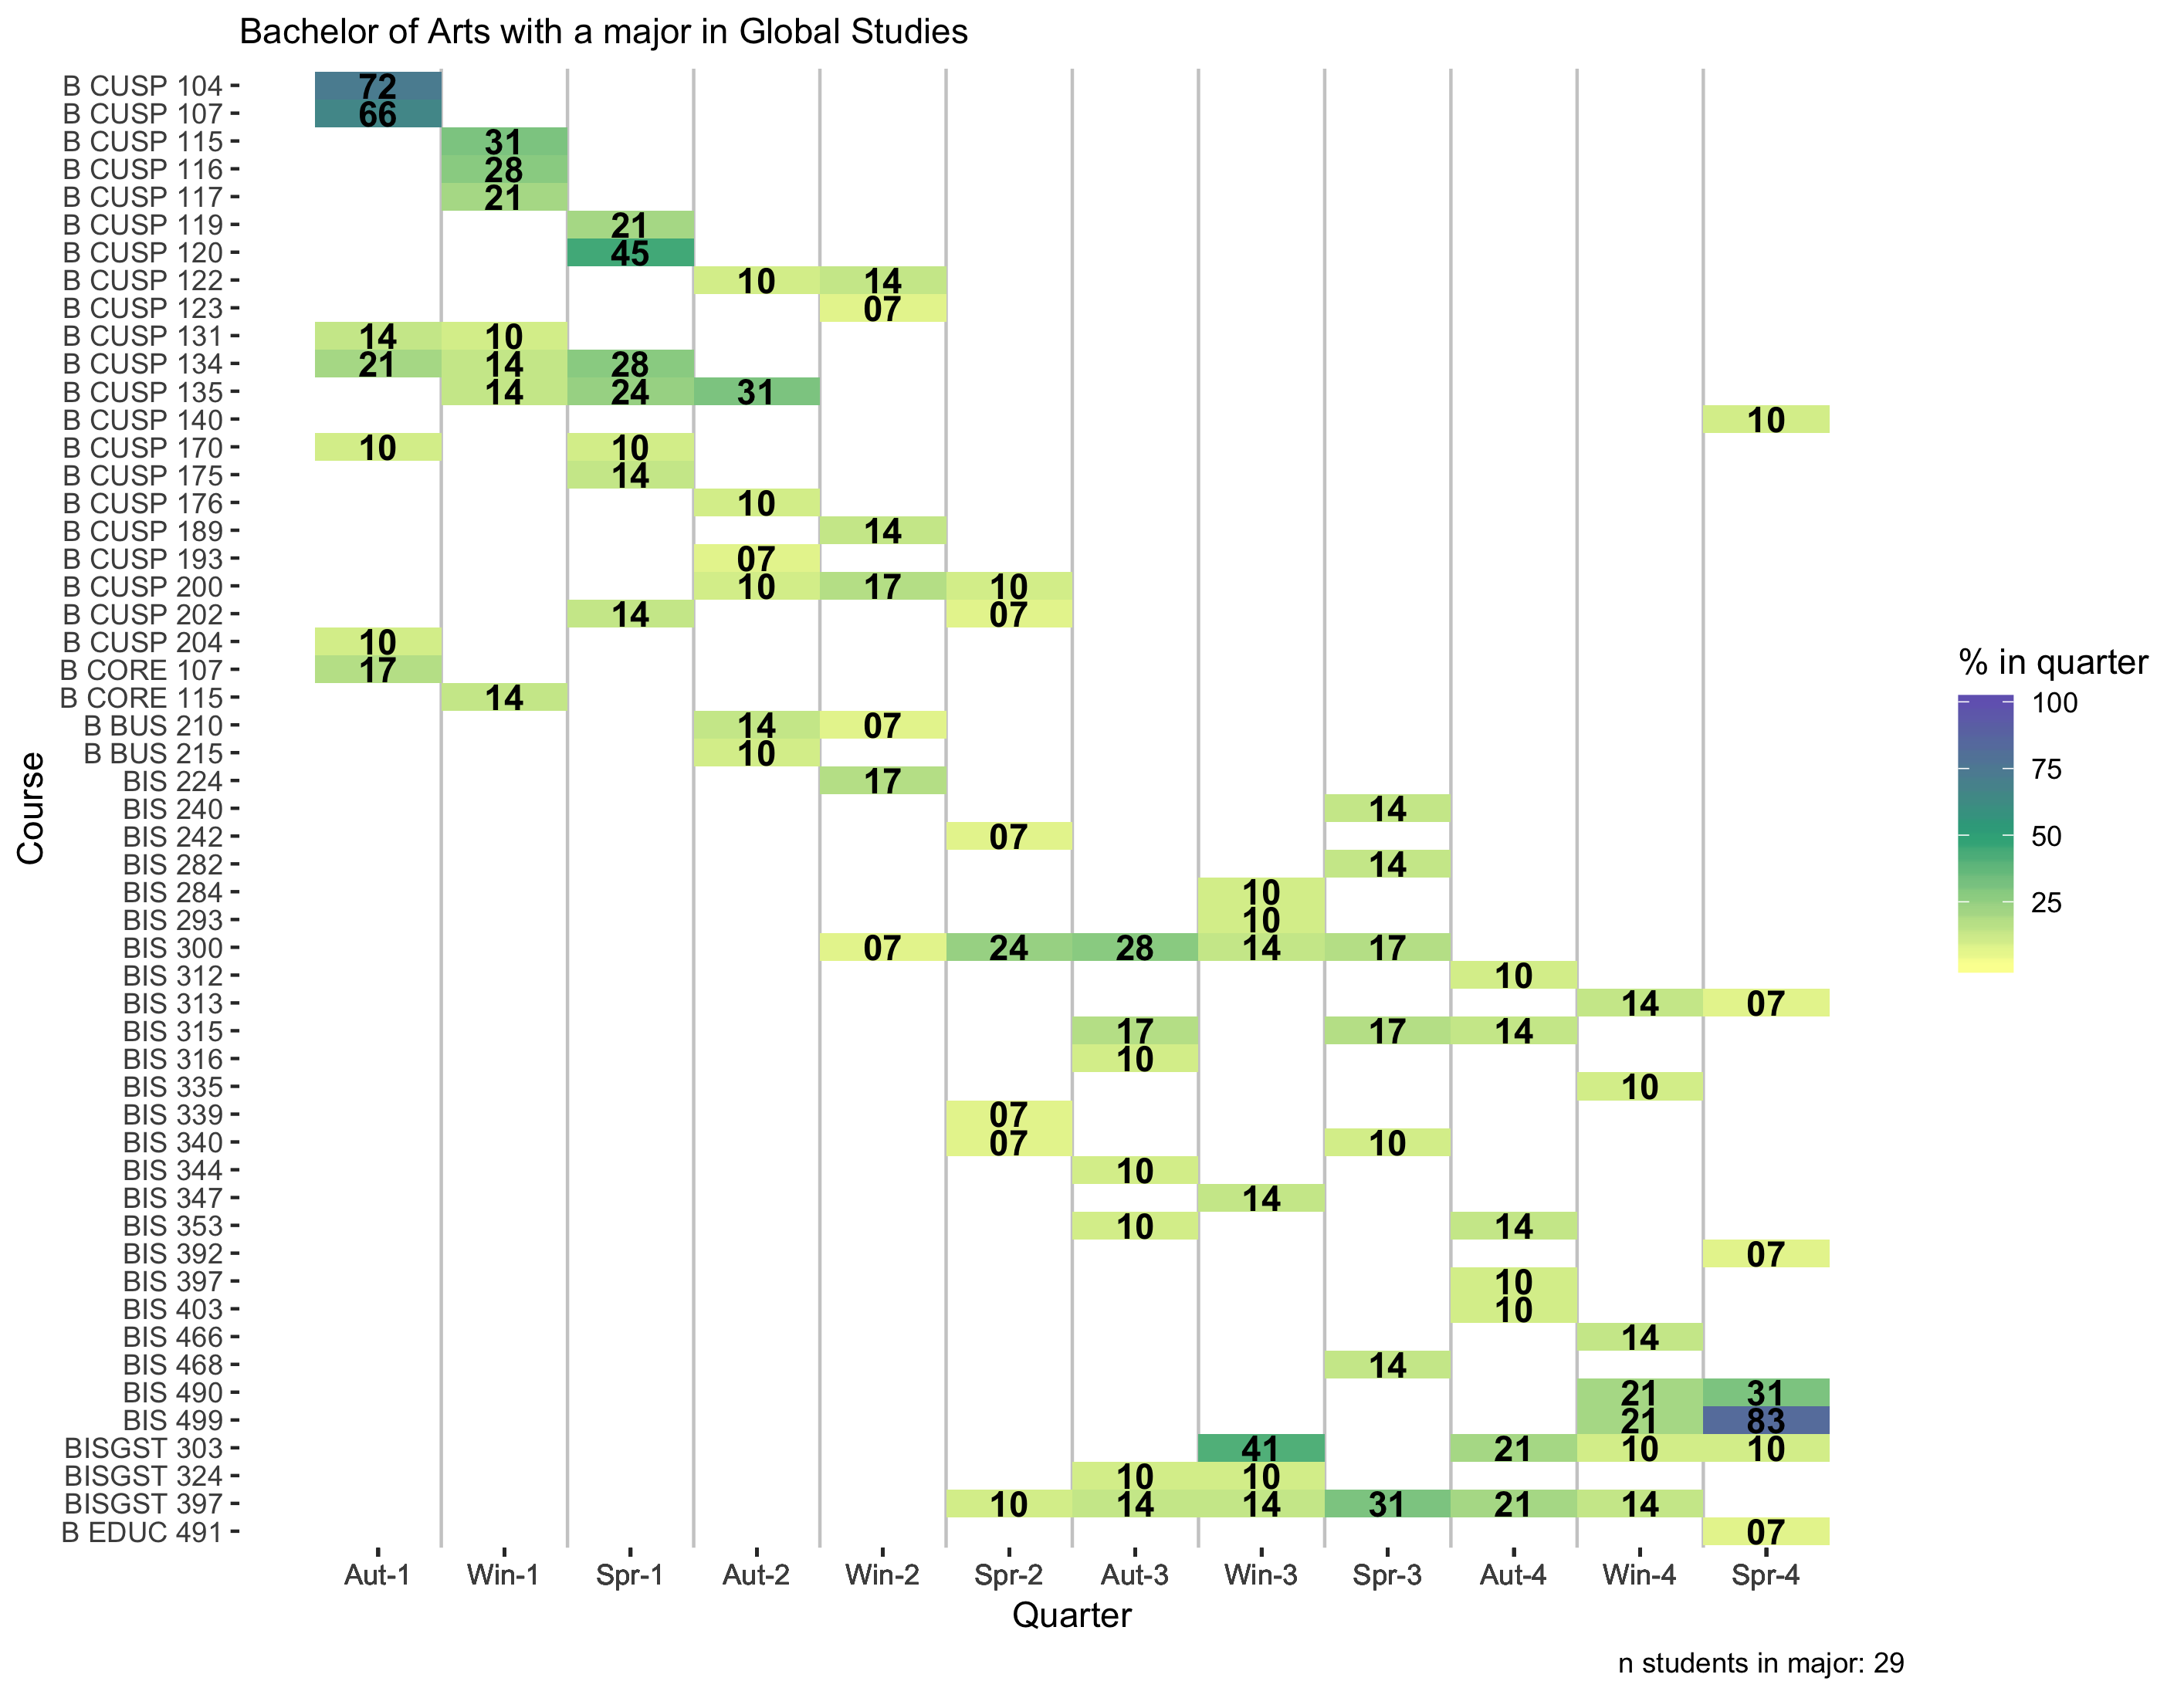 Bachelor of Arts with a major in Global Studies
B CUSP 104 72
B CUSP 107 66
B CUSP 115 31
B CUSP 116 28
B CUSP 117 21
B CUSP 119 21
B CUSP 120 45
B CUSP 122 10 14
B CUSP 123 07
B CUSP 131 14 10
B CUSP 134 21 14 28
B CUSP 135 14 24 31
B CUSP 140 10
B CUSP 170 10 10
B CUSP 175 14
B CUSP 176 10
B CUSP 189 14
B CUSP 193 07
B CUSP 200 10 17 10
B CUSP 202 14 07
B CUSP 204 10
B CORE 107 17
B CORE 115 14
B BUS 210 14 07
B BUS 215 10
BIS 224 17
BIS 240 14
BIS 242 07
BIS 282 14
BIS 284 10
BIS 293 10
BIS 300 07 24 28 14 17
BIS 312 10
BIS 313 14 07
BIS 315 17 17 14
BIS 316 10
BIS 335 10
BIS 339 07
BIS 340 07 10
BIS 344 10
BIS 347 14
BIS 353 10 14
BIS 392 07
BIS 397 10
BIS 403 10
BIS 466 14
BIS 468 14
BIS 490 21 31
BIS 499 21 83
BISGST 303 41 21 10 10
BISGST 324 10 10
BISGST 397 10 14 14 31 21 14
B EDUC 491 07
Aut-1 Win-1 Spr-1 Aut-2 Win-2 Spr-2 Aut-3 Win-3 Spr-3 Aut-4 Win-4 Spr-4
Quarter
Course
% in quarter
100
75
50
25
n students in major: 29